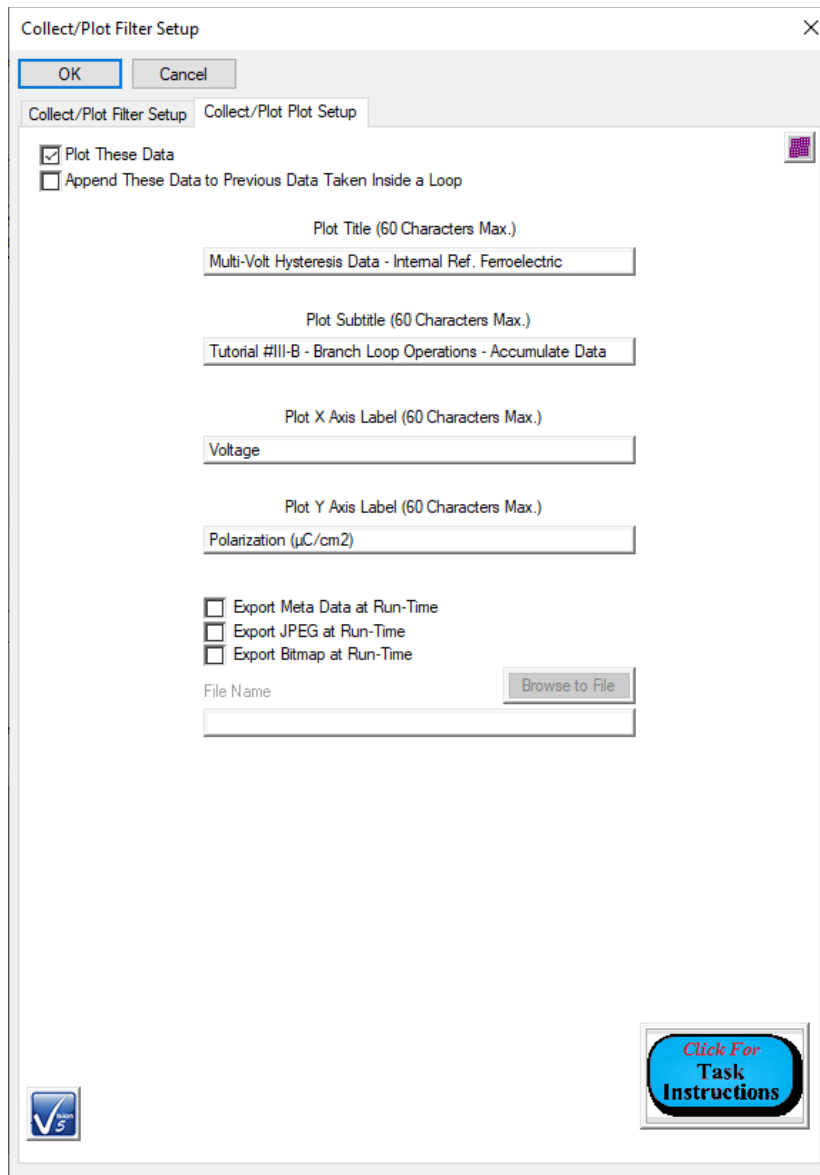 Collect/Plot Filter Setup
OK Cancel
Collect/Plot Filter Setup Collect/Plot Plot Setup
Plot These Data
Append These Data to Previous Data Taken Inside a Loop
Plot Title (60 Characters Max.)
Multi-Volt Hysteresis Data - Internal Ref. Ferroelectric
Plot Subtitle (60 Characters Max.)
Tutorial #III-B - Branch Loop Operations - Accumulate Data
Plot X Axis Label (60 Characters Max.)
Voltage
Plot Y Axis Label (60 Characters Max.)
Polarization (µC/cm2)
Export Meta Data at Run-Time
Export JPEG at Run-Time
Export Bitmap at Run-Time
File Name
Browse to File
Click For
Task
Instructions
V
5